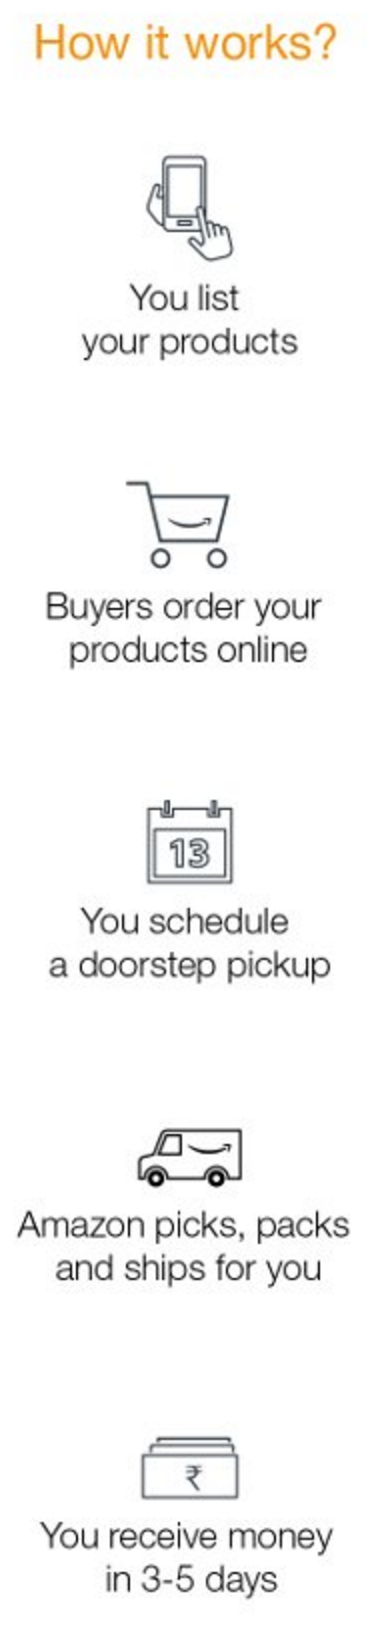 How it works?
You list
your products
Buyers order your
products online
13
You schedule
a doorstep pickup
Amazon picks, packs
and ships for you
₹
You receive money
in 3-5 days